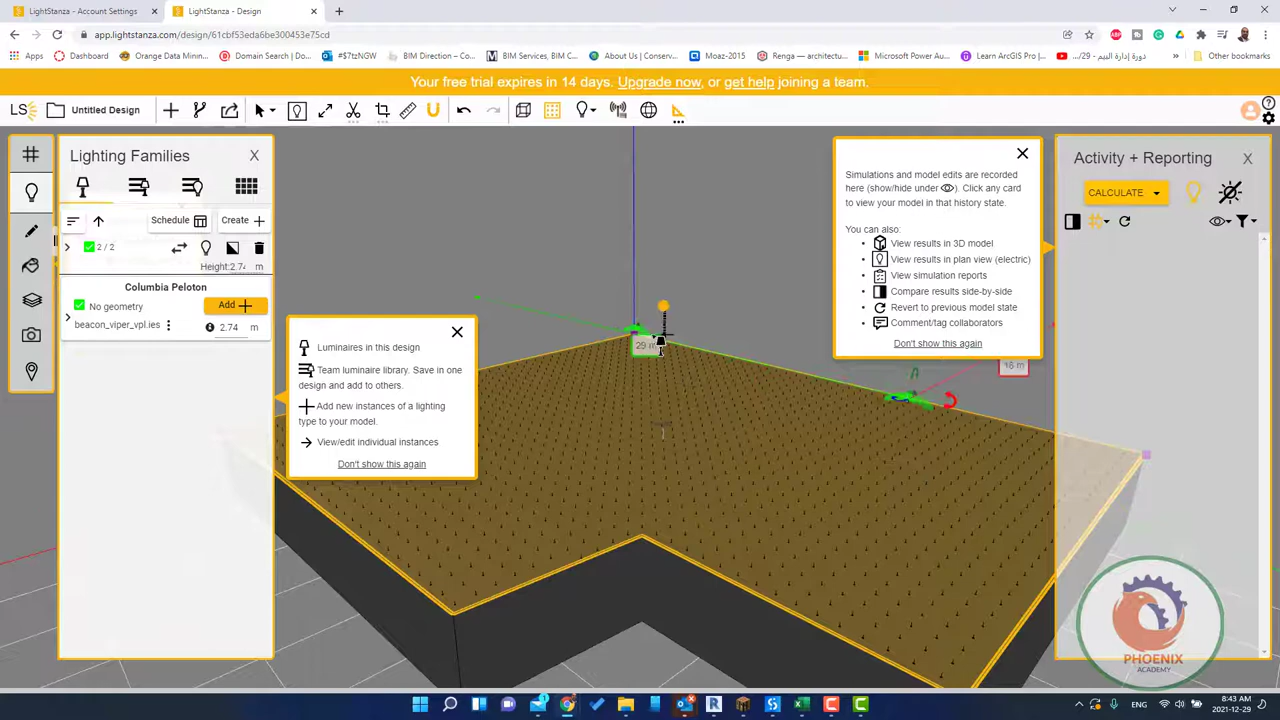 LightStanza - Account Settings
LightStanza - Design
app.lightstanza.com/design/61cbf53eda6be300453e75cd
Apps
Dashboard
Orange Data Mining...
Domain Search | D...
#$7tzNGW
BIM Direction – Co...
BIM Services, BIM C...
About Us | Conserv...
Moaz-2015
Renga — architectu...
Microsoft Power Au...
Learn ArcGIS Pro |...
دورة إدارة البيم - 29/...
Other bookmarks
Your free trial expires in 14 days. Upgrade now, or get help joining a team.
LS
Untitled Design
Lighting Families
Schedule
Create
2 / 2
Height:2.74 m
Columbia Peloton
No geometry
Add
beacon_viper_vpl.ies
2.74 m
Luminaires in this design
Team luminaire library. Save in one
design and add to others.
Add new instances of a lighting
type to your model.
View/edit individual instances
Don't show this again
29 m
16 m
Simulations and model edits are recorded
here (show/hide under ). Click any card
to view your model in that history state.
You can also:
View results in 3D model
View results in plan view (electric)
View simulation reports
Compare results side-by-side
Revert to previous model state
Comment/tag collaborators
Don't show this again
Activity + Reporting
CALCULATE
PHOENIX
ACADEMY
ENG
8:43 AM
2021-12-29